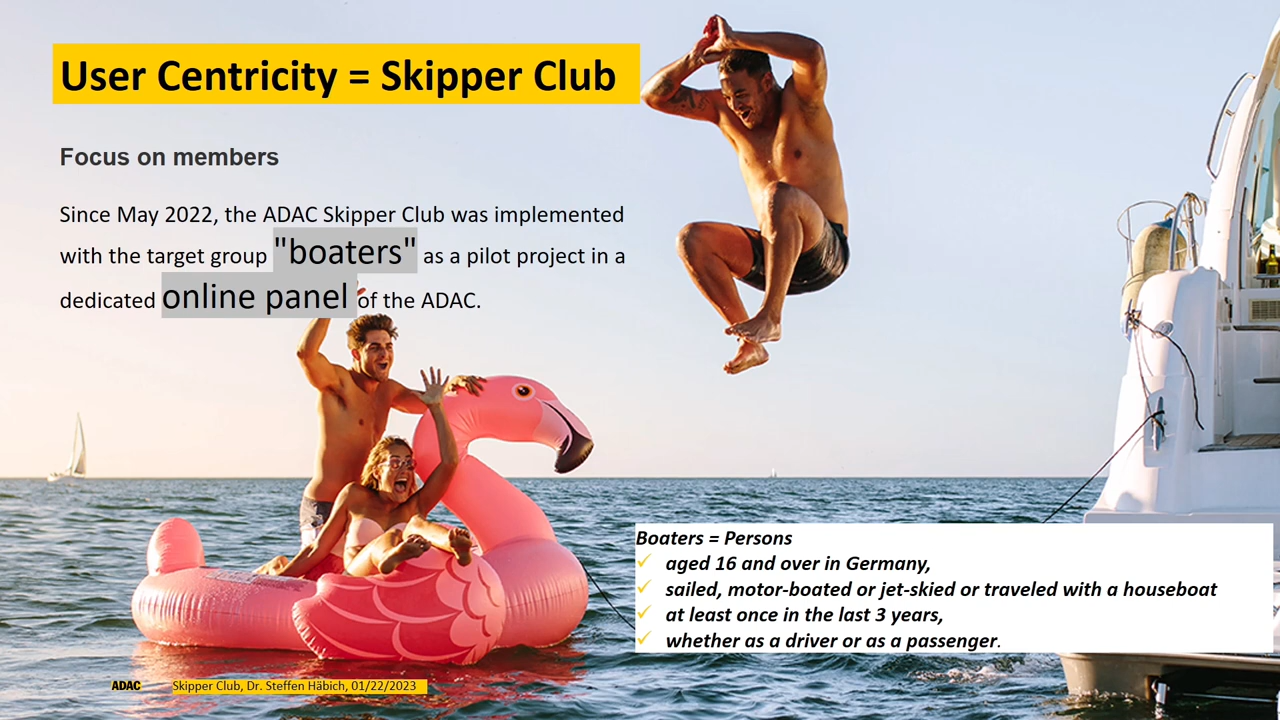 User Centricity = Skipper Club
Focus on members
Since May 2022, the ADAC Skipper Club was implemented
with the target group "boaters" as a pilot project in a
dedicated online panel of the ADAC.
Boaters = Persons
✓ aged 16 and over in Germany,
✓ sailed, motor-boated or jet-skied or traveled with a houseboat
✓ at least once in the last 3 years,
✓ whether as a driver or as a passenger.
ADAC Skipper Club, Dr. Steffen Häbich, 01/22/2023